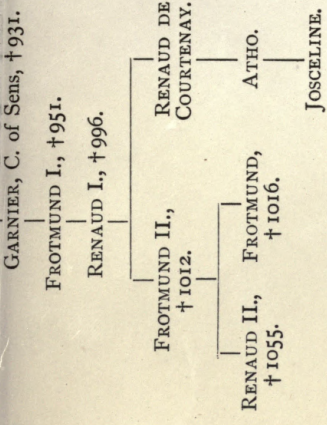 GARNIER, C. of Sens, †931.
FROTMUND I., †951.
RENAUD I., †996.
FROTMUND II.,
†1012.
RENAUD DE
COURTENAY.
RENAUD II.,
†1055.
FROTMUND,
†1016.
ATHO.
JOSCELINE.